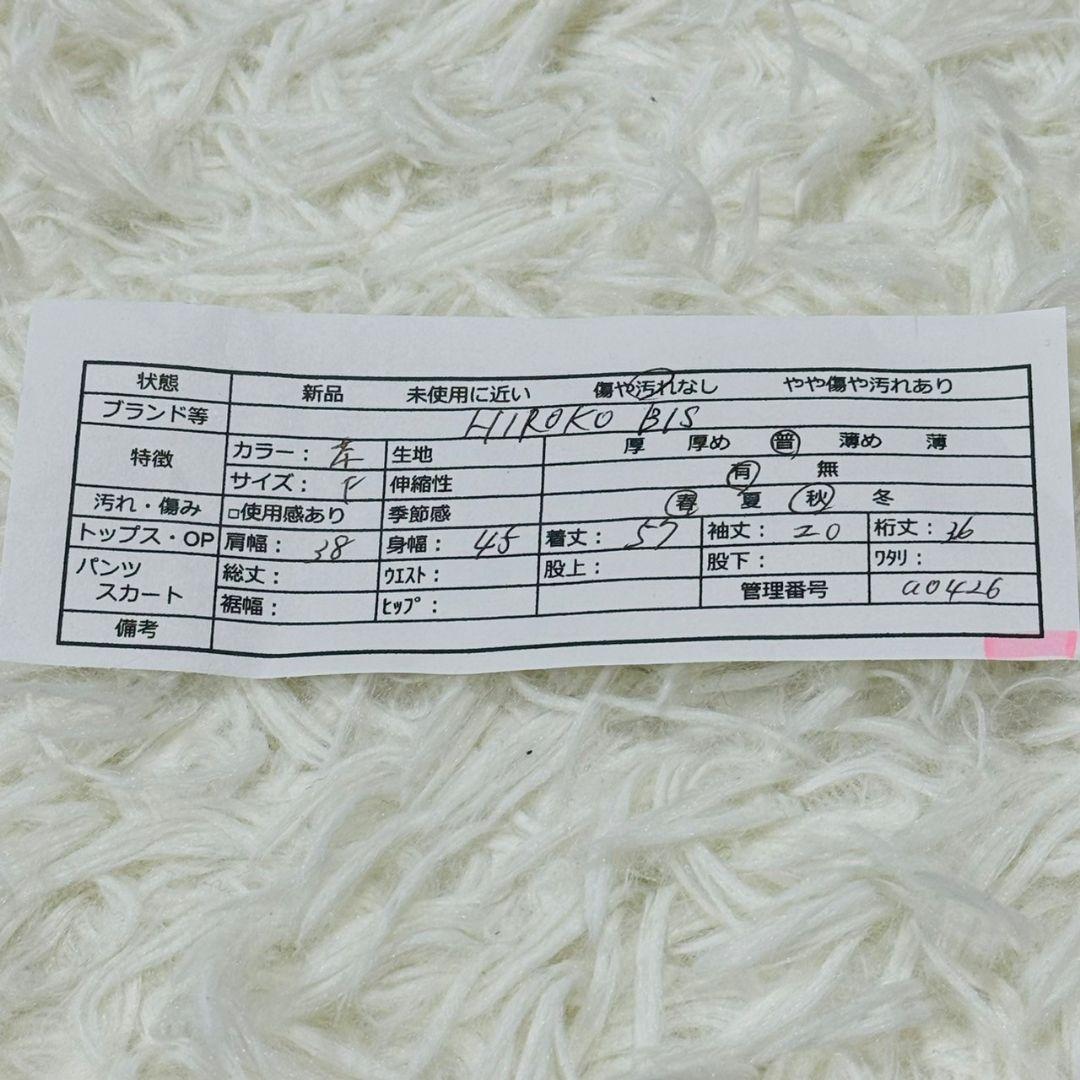 状態 新品 未使用に近い 傷や汚れなし やや傷や汚れあり
ブランド等 HIROKO BIS
特徴 カラー： 生地 厚 厚め 普 薄め 薄
サイズ： 伸縮性 有 無
汚れ・傷み □使用感あり 季節感 春 夏 秋 冬
トップス・OP 肩幅： 38 身幅： 45 着丈： 57 袖丈： 20 裄丈： 36
パンツ スカート 総丈： ｳｴｽﾄ： 股上： 股下： ﾜﾀﾘ：
裾幅： ﾋｯﾌﾟ： 管理番号 a0426
備考